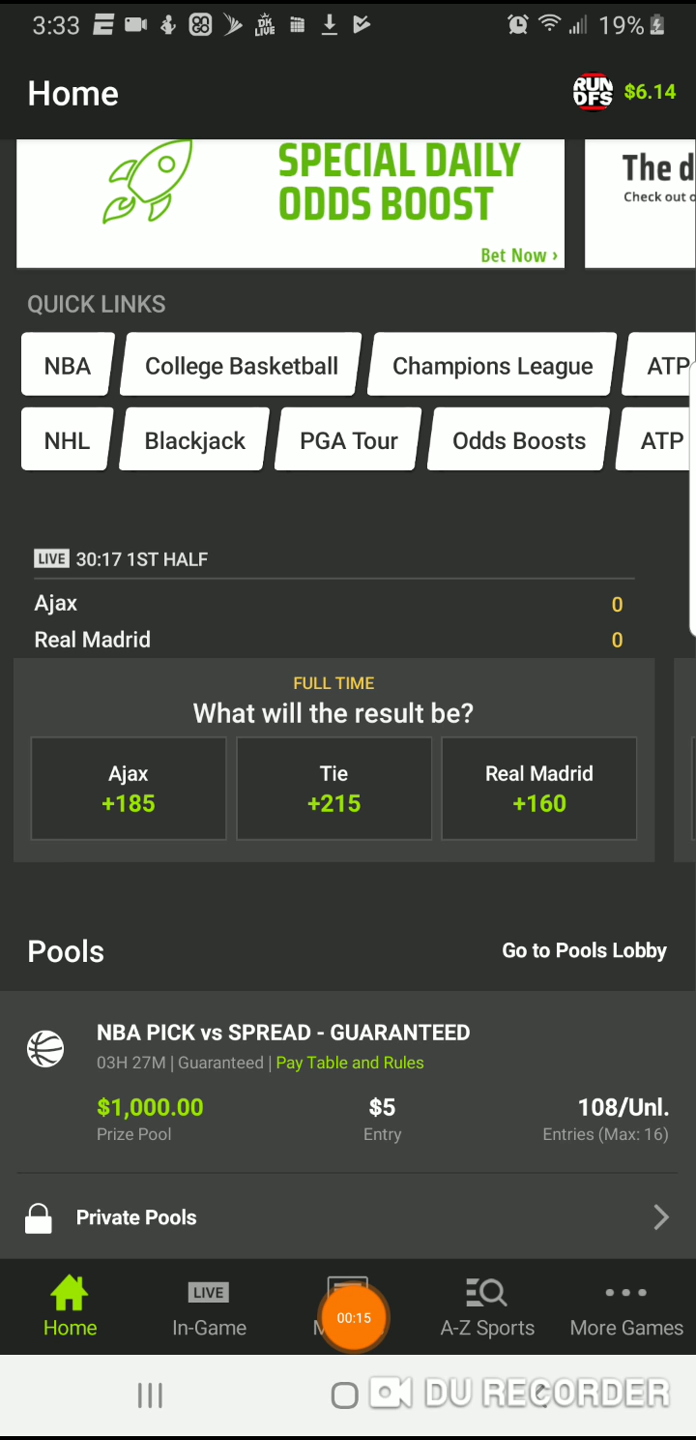 3:33
DK
LIVE
19%
Home
RUN
DFS
$6.14
SPECIAL DAILY
ODDS BOOST
Bet Now ›
The d
Check out o
QUICK LINKS
NBA College Basketball Champions League ATP
NHL Blackjack PGA Tour Odds Boosts ATP
LIVE 30:17 1ST HALF
Ajax 0
Real Madrid 0
FULL TIME
What will the result be?
Ajax Tie Real Madrid
+185 +215 +160
Pools Go to Pools Lobby
NBA PICK vs SPREAD - GUARANTEED
03H 27M | Guaranteed | Pay Table and Rules
$1,000.00 $5 108/Unl.
Prize Pool Entry Entries (Max: 16)
Private Pools
LIVE
00:15
Home In-Game M A-Z Sports More Games
DU RECORDER